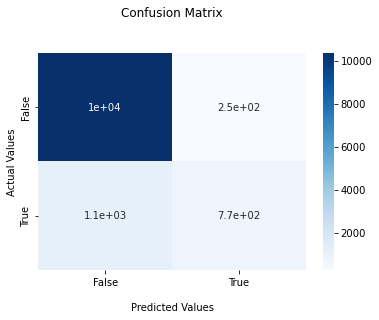 Confusion Matrix
Actual Values
False
True
1e+04
2.5e+02
1.1e+03
7.7e+02
False
True
Predicted Values
10000
8000
6000
4000
2000